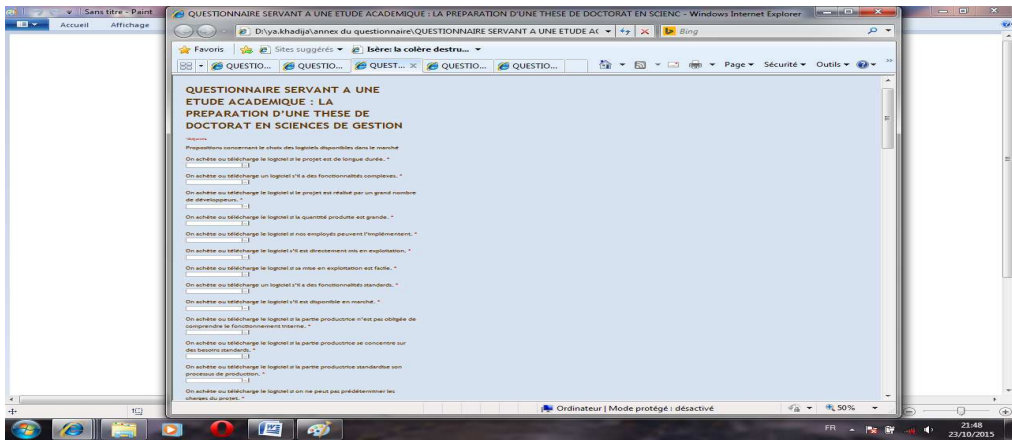 Sans titre - Paint
Accueil Affichage
QUESTIONNAIRE SERVANT A UNE ETUDE ACADEMIQUE : LA PREPARATION D'UNE THESE DE DOCTORAT EN SCIENC - Windows Internet Explorer
D:\ya.khadija\annex du questionnaire\QUESTIONNAIRE SERVANT A UNE ETUDE AC
Bing
Favoris Sites suggérés Isère: la colère destru...
QUESTIO... QUESTIO... QUEST... QUESTIO... QUESTIO... Page Sécurité Outils
QUESTIONNAIRE SERVANT A UNE
ETUDE ACADEMIQUE : LA
PREPARATION D'UNE THESE DE
DOCTORAT EN SCIENCES DE GESTION
Propositions concernent le choix des logiciels disponibles dans le marché
On achète ou télécharge le logiciel si le projet est de longue durée. *
On achète ou télécharge un logiciel s'il a des fonctionnalités complexes. *
On achète ou télécharge le logiciel si le projet est réalisé par un grand nombre
de développeurs. *
On achète ou télécharge le logiciel si la quantité produite est grande. *
On achète ou télécharge le logiciel si nos employés peuvent l'implémentent. *
On achète ou télécharge le logiciel s'il est directement mis en exploitation. *
On achète ou télécharge le logiciel si sa mise en exploitation est facile. *
On achète ou télécharge un logiciel s'il a des fonctionnalités standards. *
On achète ou télécharge le logiciel s'il est disponible en marché. *
On achète ou télécharge le logiciel si la partie productrice n'est pas obligée de
comprendre le fonctionnement interne. *
On achète ou télécharge le logiciel si la partie productrice se concentre sur
des besoins standards. *
On achète ou télécharge le logiciel si la partie productrice standardise son
processus de production. *
On achète ou télécharge le logiciel si on ne peut pas prédéterminer les
charges du projet. *
Ordinateur | Mode protégé : désactivé 50%
FR 21:48
23/10/2015